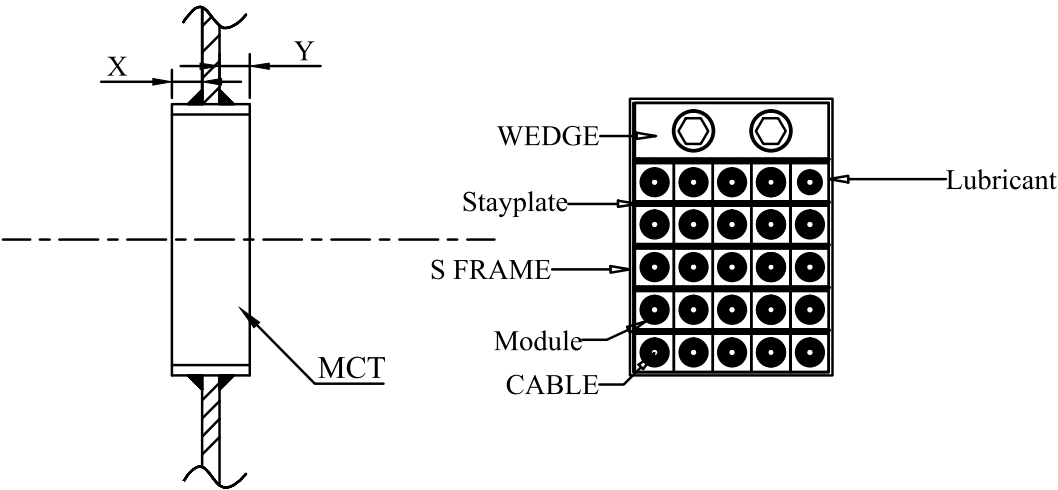 X
Y
MCT
WEDGE
Lubricant
Stayplate
S FRAME
Module
CABLE